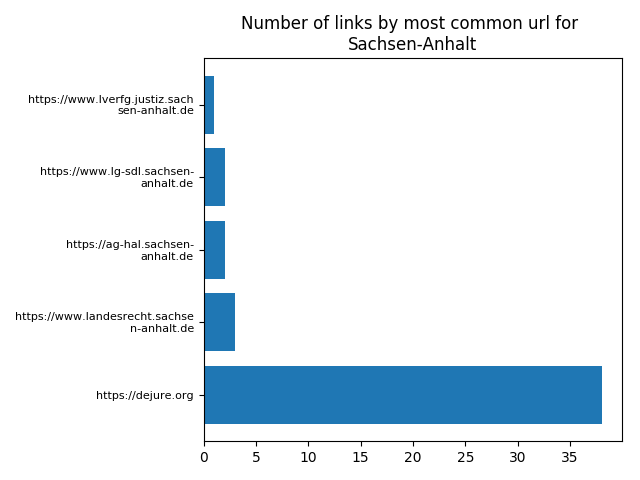 Number of links by most common url for
Sachsen-Anhalt
https://www.lverfg.justiz.sach
sen-anhalt.de
https://www.lg-sdl.sachsen-
anhalt.de
https://ag-hal.sachsen-
anhalt.de
https://www.landesrecht.sachse
n-anhalt.de
https://dejure.org
0 5 10 15 20 25 30 35